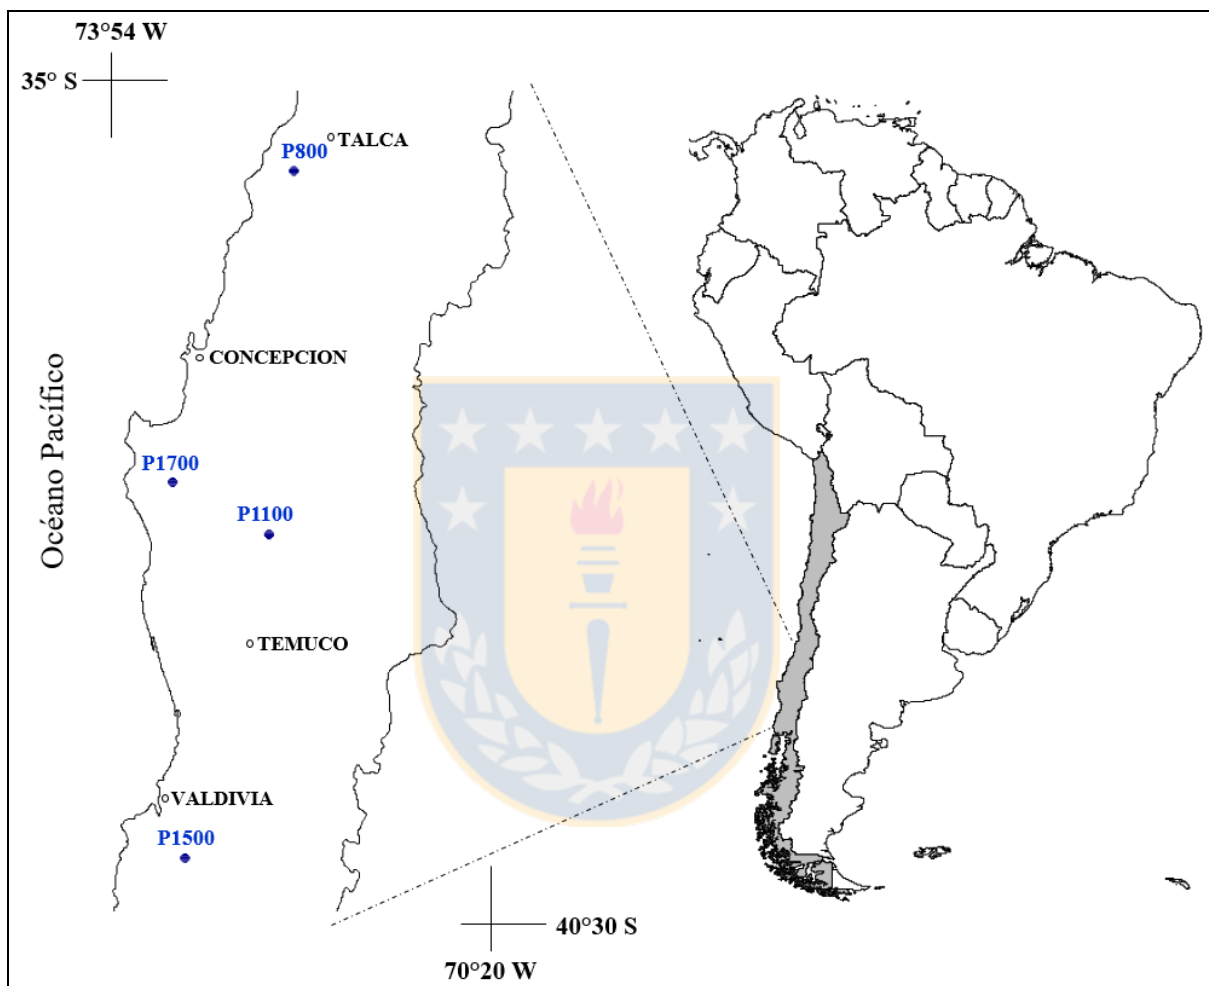 73°54 W
35° S
TALCA
P800
CONCEPCION
Océano Pacífico
P1700
P1100
TEMUCO
VALDIVIA
P1500
40°30 S
70°20 W